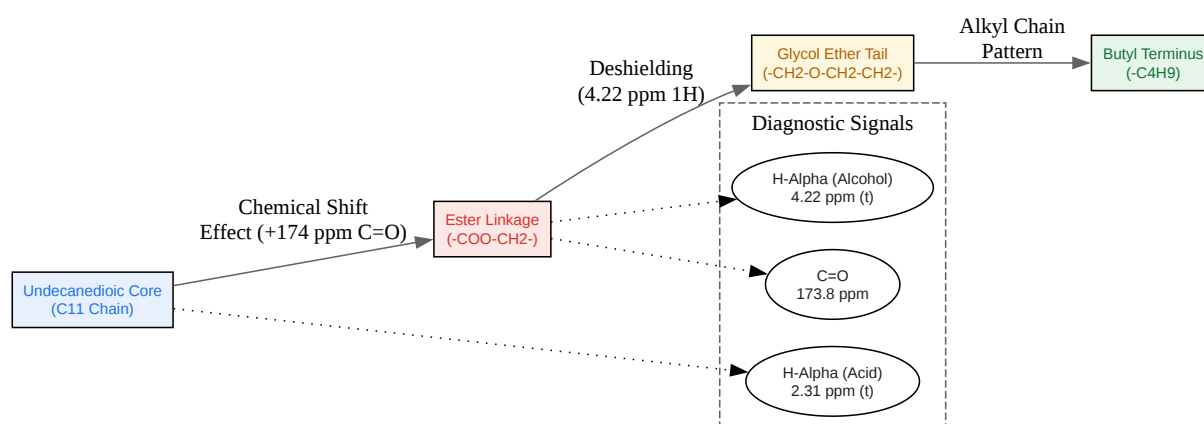 Alkyl Chain
Pattern
Glycol Ether Tail
(-CH2-O-CH2-CH2-)
Butyl Terminus
(-C4H9)
Deshielding
(4.22 ppm 1H)
Diagnostic Signals
H-Alpha (Alcohol)
4.22 ppm (t)
Chemical Shift
Effect (+174 ppm C=O)
Ester Linkage
(-COO-CH2-)
C=O
173.8 ppm
Undecanedioic Core
(C11 Chain)
H-Alpha (Acid)
2.31 ppm (t)